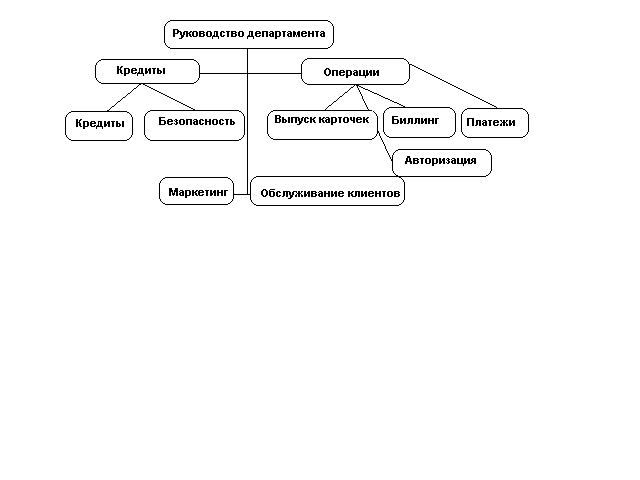 Руководство департамента
Кредиты
Операции
Кредиты
Безопасность
Выпуск карточек
Биллинг
Платежи
Авторизация
Маркетинг
Обслуживание клиентов